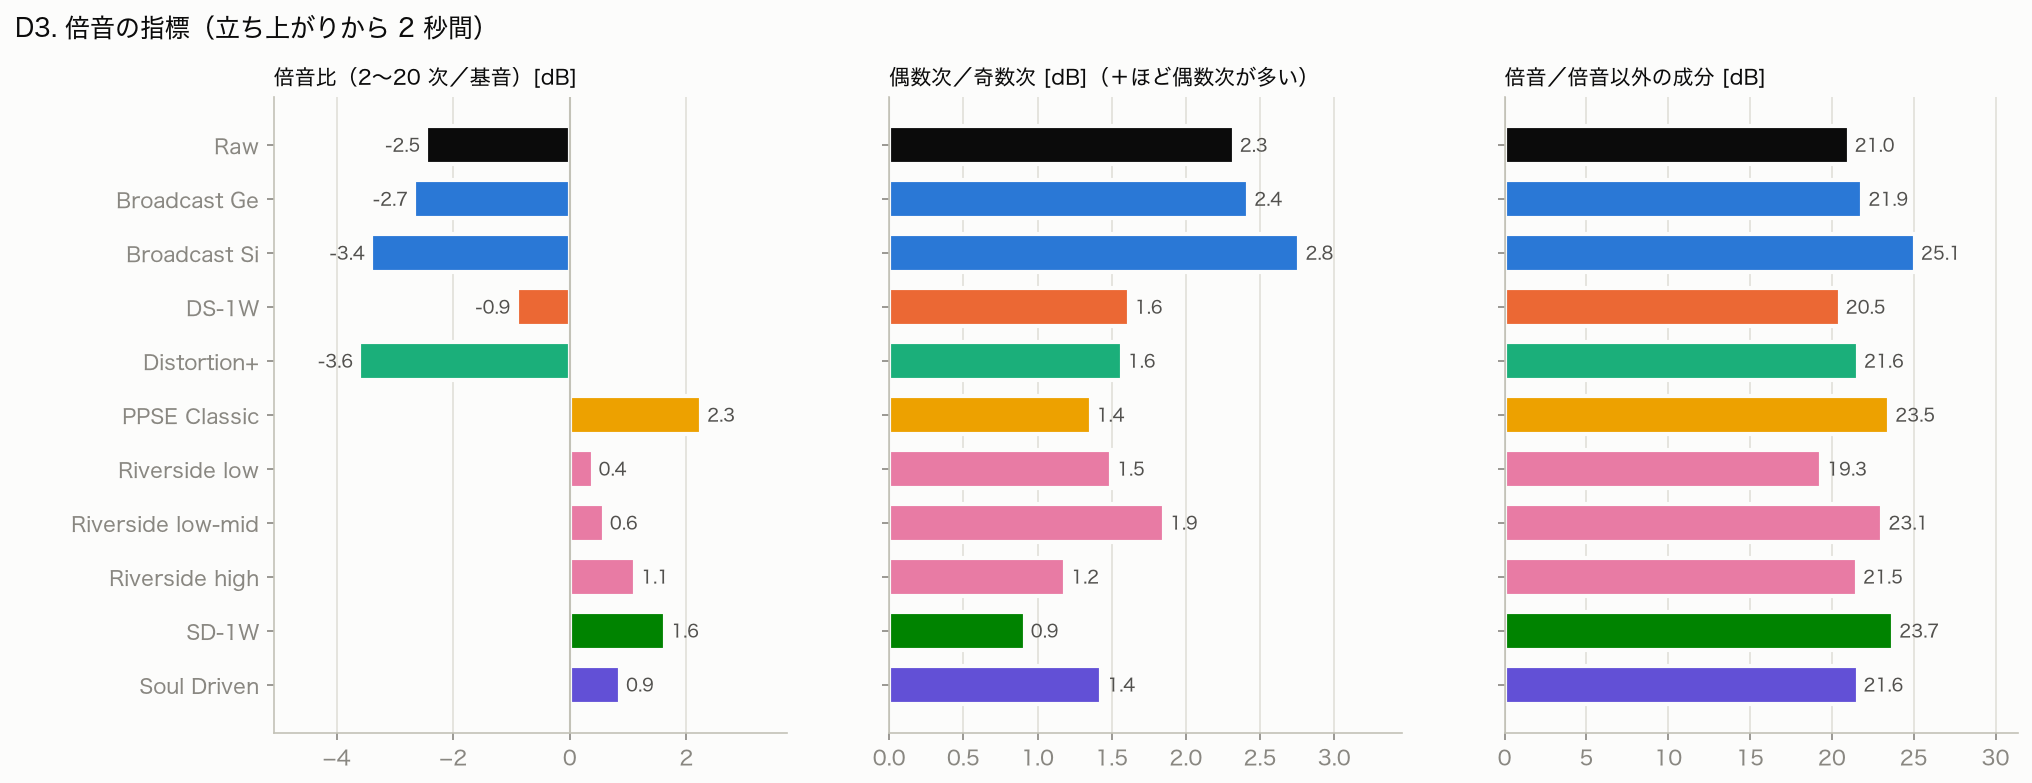 D3. 倍音の指標（立ち上がりから 2 秒間）
倍音比（2〜20 次／基音）[dB]
偶数次／奇数次 [dB]（＋ほど偶数次が多い）
倍音／倍音以外の成分 [dB]
Raw -2.5 2.3 21.0
Broadcast Ge -2.7 2.4 21.9
Broadcast Si -3.4 2.8 25.1
DS-1W -0.9 1.6 20.5
Distortion+ -3.6 1.6 21.6
PPSE Classic 2.3 1.4 23.5
Riverside low 0.4 1.5 19.3
Riverside low-mid 0.6 1.9 23.1
Riverside high 1.1 1.2 21.5
SD-1W 1.6 0.9 23.7
Soul Driven 0.9 1.4 21.6
−4 −2 0 2
0.0 0.5 1.0 1.5 2.0 2.5 3.0
0 5 10 15 20 25 30